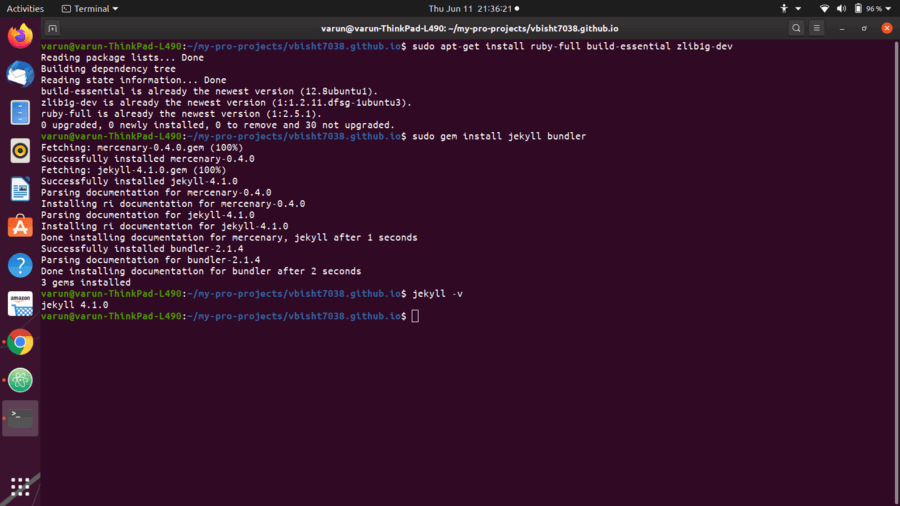 Activities
Terminal
Thu Jun 11 21:36:21
96 %
varun@varun-ThinkPad-L490: ~/my-pro-projects/vbisht7038.github.io
varun@varun-ThinkPad-L490:~/my-pro-projects/vbisht7038.github.io$ sudo apt-get install ruby-full build-essential zlib1g-dev
Reading package lists... Done
Building dependency tree
Reading state information... Done
build-essential is already the newest version (12.8ubuntu1).
zlib1g-dev is already the newest version (1:1.2.11.dfsg-1ubuntu3).
ruby-full is already the newest version (1:2.5.1).
0 upgraded, 0 newly installed, 0 to remove and 30 not upgraded.
varun@varun-ThinkPad-L490:~/my-pro-projects/vbisht7038.github.io$ sudo gem install jekyll bundler
Fetching: mercenary-0.4.0.gem (100%)
Successfully installed mercenary-0.4.0
Fetching: jekyll-4.1.0.gem (100%)
Successfully installed jekyll-4.1.0
Parsing documentation for mercenary-0.4.0
Installing ri documentation for mercenary-0.4.0
Parsing documentation for jekyll-4.1.0
Installing ri documentation for jekyll-4.1.0
Done installing documentation for mercenary, jekyll after 1 seconds
Successfully installed bundler-2.1.4
Parsing documentation for bundler-2.1.4
Done installing documentation for bundler after 2 seconds
3 gems installed
varun@varun-ThinkPad-L490:~/my-pro-projects/vbisht7038.github.io$ jekyll -v
jekyll 4.1.0
varun@varun-ThinkPad-L490:~/my-pro-projects/vbisht7038.github.io$
amazon